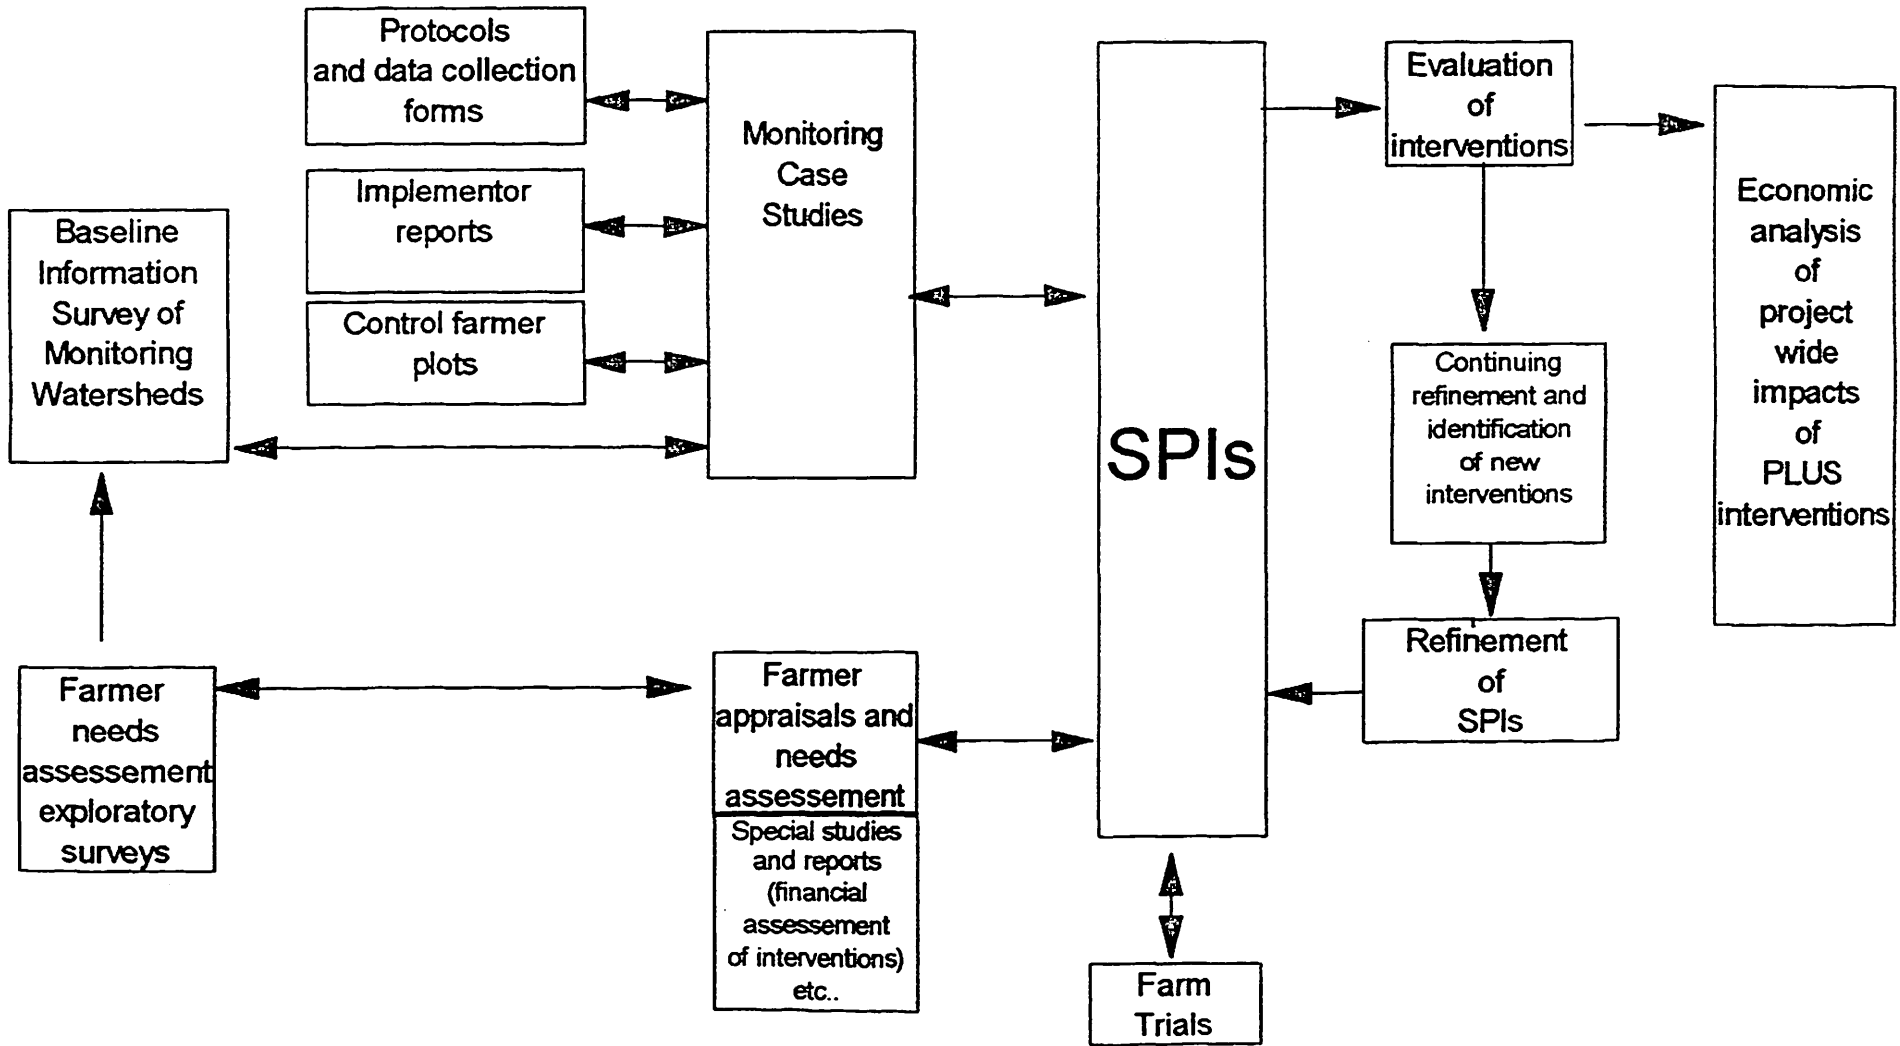 Protocols
and data collection
forms
Implementor
reports
Control farmer
plots
Baseline
Information
Survey of
Monitoring
Watersheds
Monitoring
Case
Studies
Farmer
needs
assessement
exploratory
surveys
Farmer
appraisals and
needs
assessement
Special studies
and reports
(financial
assessement
of interventions)
etc..
SPIs
Farm
Trials
Evaluation
of
interventions
Continuing
refinement and
identification
of new
interventions
Refinement
of
SPIs
Economic
analysis
of
project
wide
impacts
of
PLUS
interventions